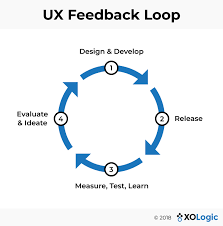 UX Feedback Loop
Design & Develop
1
2
Release
3
Measure, Test, Learn
Evaluate
& Ideate
4
© 2018 XOLogic